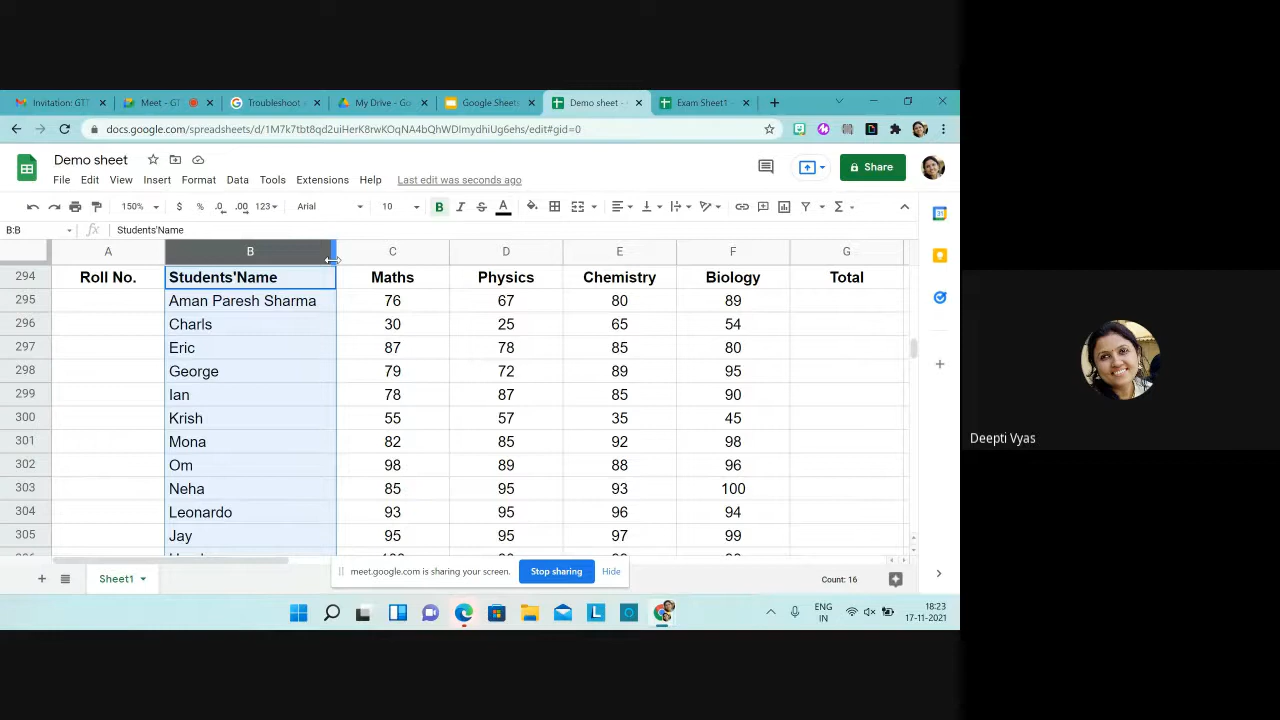 Invitation: GT
Meet - GT
Troubleshoot
My Drive - Go
Google Sheets
Demo sheet -
Exam Sheet1 -
docs.google.com/spreadsheets/d/1M7k7tbt8qd2uiHerK8rwKOqNA4bQhWDImydhiUg6ehs/edit#gid=0
Demo sheet
Share
File Edit View Insert Format Data Tools Extensions Help Last edit was seconds ago
150% $ % .0 .00 123 Arial 10 B I S A
B:B fx Students'Name
A B C D E F G
294 Roll No. Students'Name Maths Physics Chemistry Biology Total
295 Aman Paresh Sharma 76 67 80 89
296 Charls 30 25 65 54
297 Eric 87 78 85 80
298 George 79 72 89 95
299 Ian 78 87 85 90
300 Krish 55 57 35 45
301 Mona 82 85 92 98
302 Om 98 89 88 96
303 Neha 85 95 93 100
304 Leonardo 93 95 96 94
305 Jay 95 95 97 99
meet.google.com is sharing your screen. Stop sharing Hide
Sheet1
Count: 16
ENG
IN
18:23
17-11-2021
Deepti Vyas